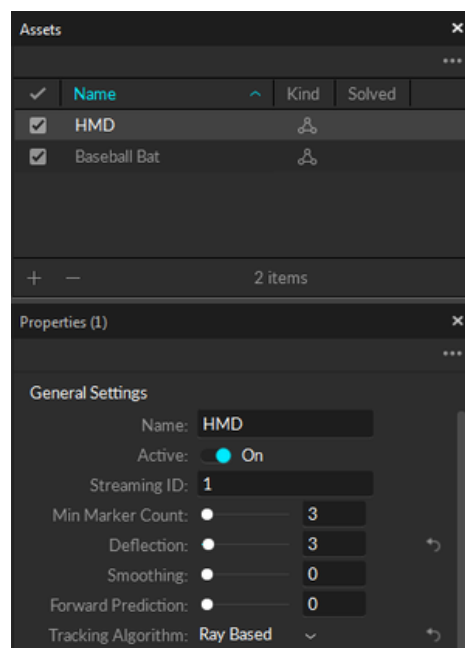 Assets
Name Kind Solved
HMD
Baseball Bat
2 items
Properties (1)
General Settings
Name: HMD
Active: On
Streaming ID: 1
Min Marker Count: 3
Deflection: 3
Smoothing: 0
Forward Prediction: 0
Tracking Algorithm: Ray Based